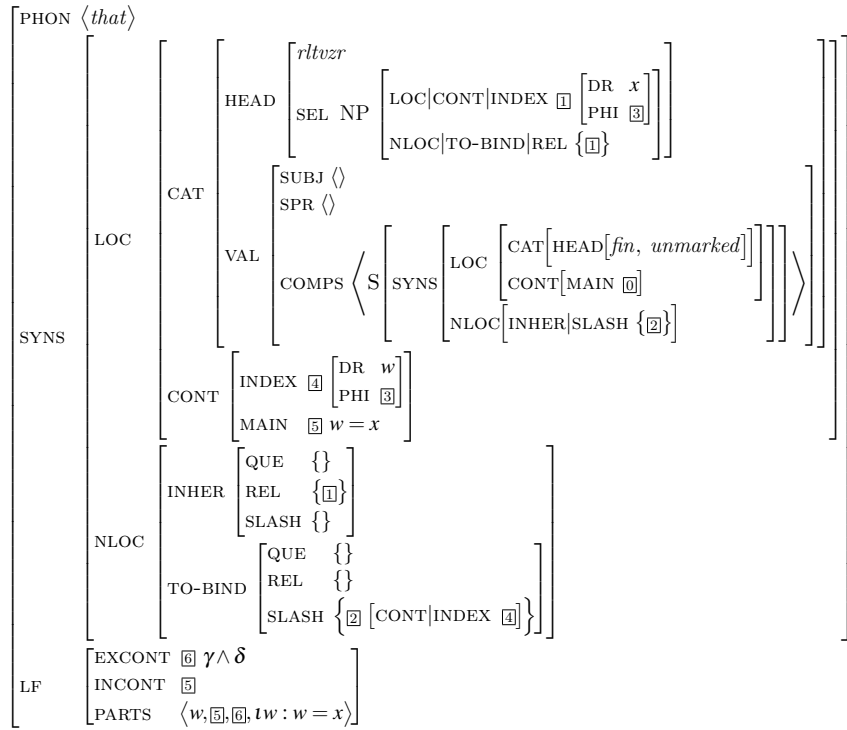 PHON ⟨that⟩
HEAD
rltvzr
SEL NP
LOC|CONT|INDEX 1
DR x
PHI 3
NLOC|TO-BIND|REL {1}
CAT
VAL
SUBJ ⟨⟩
SPR ⟨⟩
COMPS ⟨ S SYNS
LOC
CAT[HEAD[fin, unmarked]]
CONT[MAIN 0]
NLOC[INHER|SLASH {2}] ⟩
LOC
SYNS
CONT
INDEX 4
DR w
PHI 3
MAIN 5 w = x
NLOC
INHER
QUE {}
REL {1}
SLASH {}
TO-BIND
QUE {}
REL {}
SLASH {2 [CONT|INDEX 4]}
LF
EXCONT 6 γ∧δ
INCONT 5
PARTS ⟨w,5,6,ιw : w = x⟩